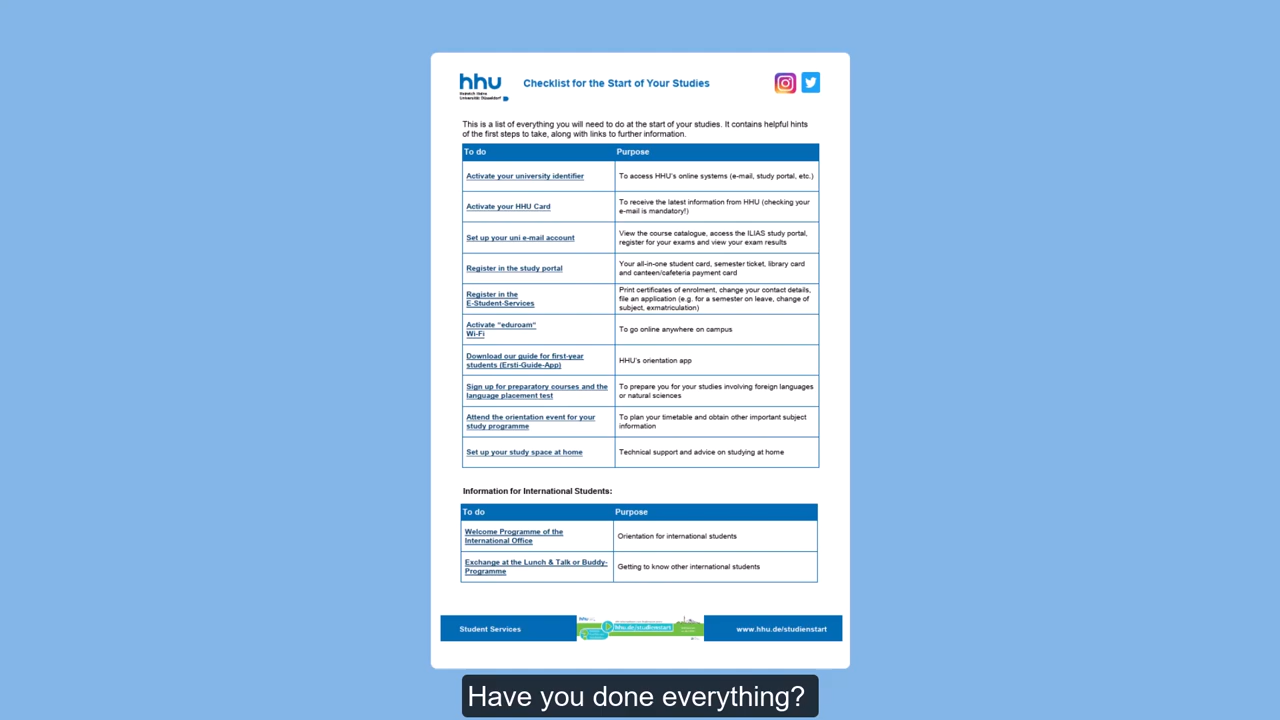 hhu
Heinrich Heine
Universität Düsseldorf
Checklist for the Start of Your Studies
This is a list of everything you will need to do at the start of your studies. It contains helpful hints
of the first steps to take, along with links to further information.
To do
Purpose
Activate your university identifier
To access HHU's online systems (e-mail, study portal, etc.)
Activate your HHU Card
To receive the latest information from HHU (checking your
e-mail is mandatory!)
Set up your uni e-mail account
View the course catalogue, access the ILIAS study portal,
register for your exams and view your exam results
Register in the study portal
Your all-in-one student card, semester ticket, library card
and canteen/cafeteria payment card
Register in the
E-Student-Services
Print certificates of enrolment, change your contact details,
file an application (e.g. for a semester on leave, change of
subject, exmatriculation)
Activate "eduroam"
Wi-Fi
To go online anywhere on campus
Download our guide for first-year
students (Ersti-Guide-App)
HHU's orientation app
Sign up for preparatory courses and the
language placement test
To prepare you for your studies involving foreign languages
or natural sciences
Attend the orientation event for your
study programme
To plan your timetable and obtain other important subject
information
Set up your study space at home
Technical support and advice on studying at home
Information for International Students:
To do
Purpose
Welcome Programme of the
International Office
Orientation for international students
Exchange at the Lunch & Talk or Buddy-
Programme
Getting to know other international students
Student Services
hhu.de/studienstart
www.hhu.de/studienstart
Have you done everything?